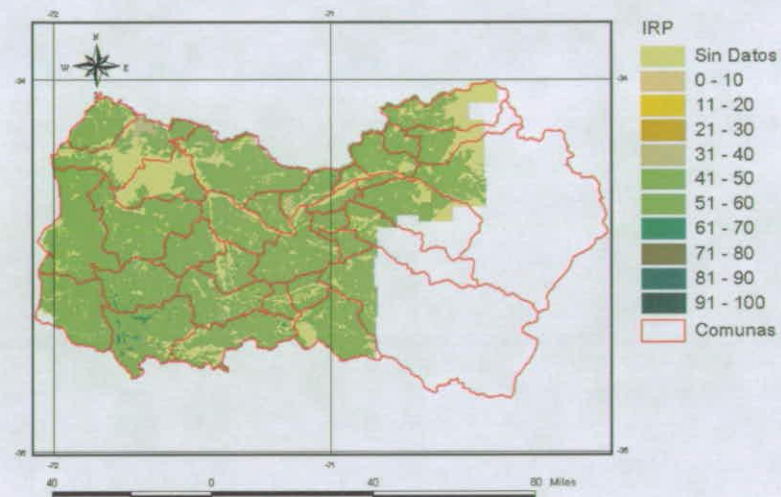 -72
-71
N
W E
S
-34
-34
IRP
Sin Datos
0 - 10
11 - 20
21 - 30
31 - 40
41 - 50
51 - 60
61 - 70
71 - 80
81 - 90
91 - 100
Comunas
-35
-35
-72
-71
40 0 40 80 Miles